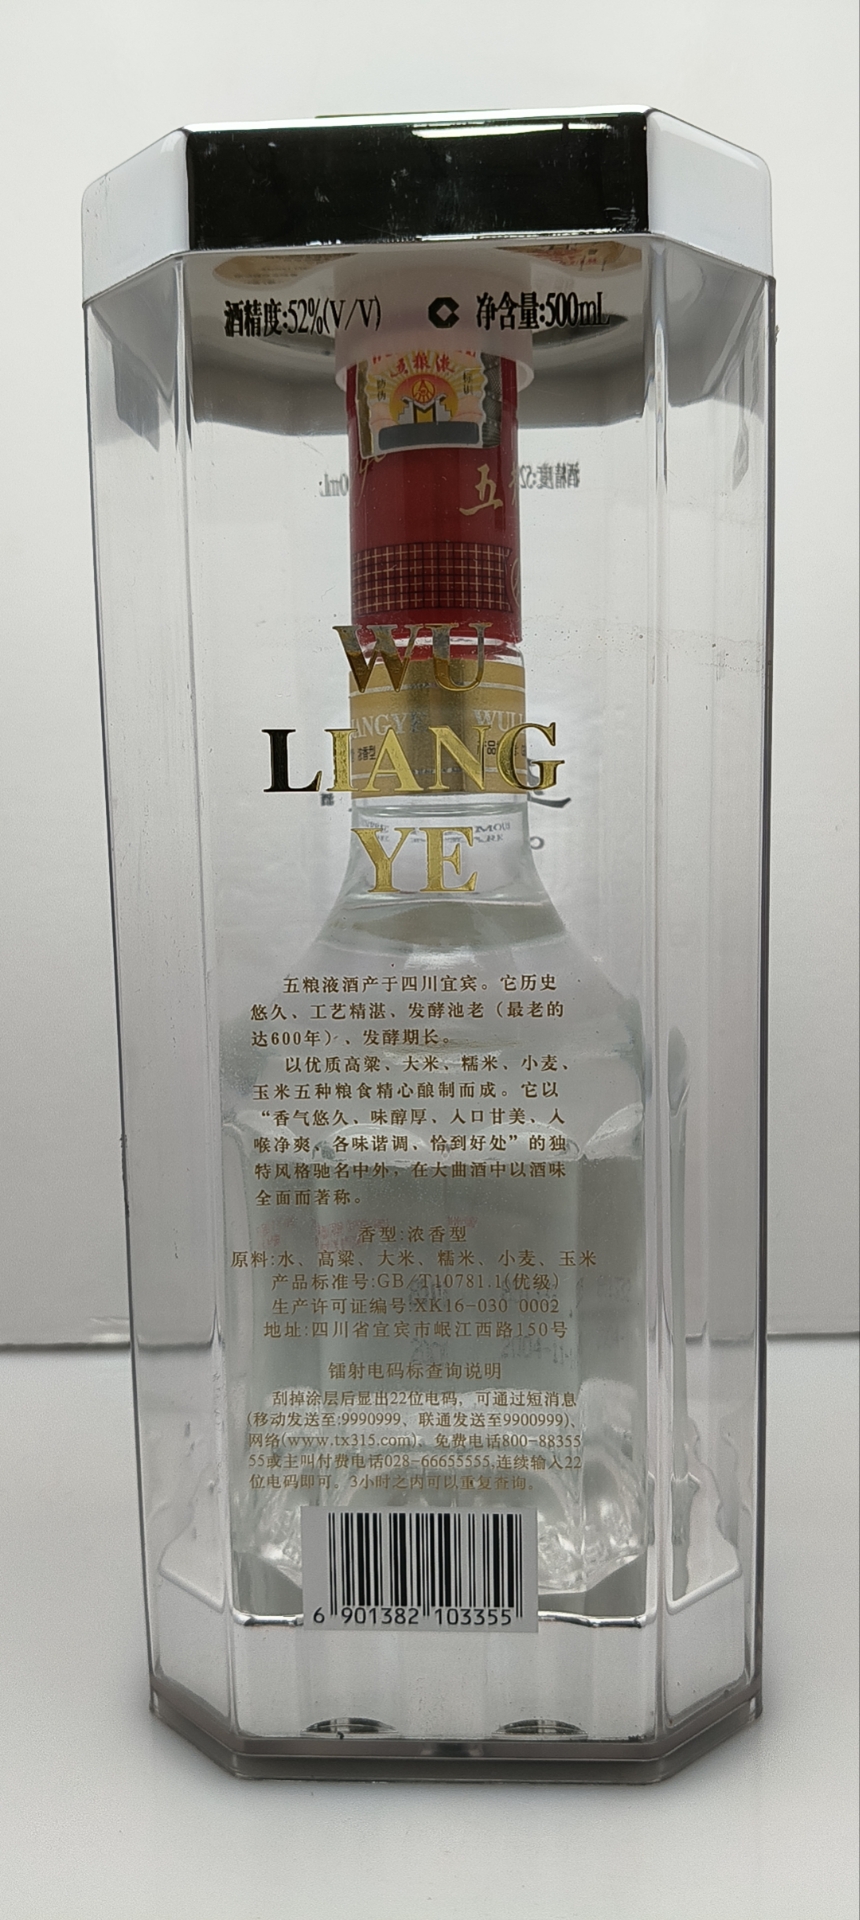 酒精度:52%(V/V) 净含量:500mL
五粮液
五
WU
LIANG
YE
五粮液酒产于四川宜宾。它历史
悠久、工艺精湛、发酵池老（最老的
达600年）、发酵期长。
以优质高粱、大米、糯米、小麦、
玉米五种粮食精心酿制而成。它以
“香气悠久、味醇厚、入口甘美、入
喉净爽、各味谐调、恰到好处”的独
特风格驰名中外，在大曲酒中以酒味
全面而著称。
香型:浓香型
原料:水、高粱、大米、糯米、小麦、玉米
产品标准号:GB/T10781.1(优级)
生产许可证编号:XK16-030 0002
地址:四川省宜宾市岷江西路150号
镭射电码标查询说明
刮掉涂层后显出22位电码，可通过短消息
(移动发送至:9990999、联通发送至9900999)、
网络(www.tx315.com)、免费电话800-88355
55或主叫付费电话028-66655555,连续输入22
位电码即可。3小时之内可以重复查询。
6 901382 103355